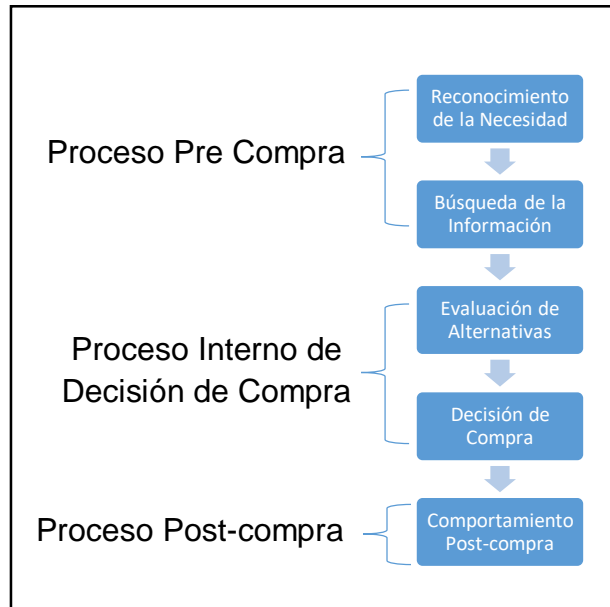 Proceso Pre Compra
Reconocimiento
de la Necesidad
Búsqueda de la
Información
Proceso Interno de
Decisión de Compra
Evaluación de
Alternativas
Decisión de
Compra
Proceso Post-compra
Comportamiento
Post-compra